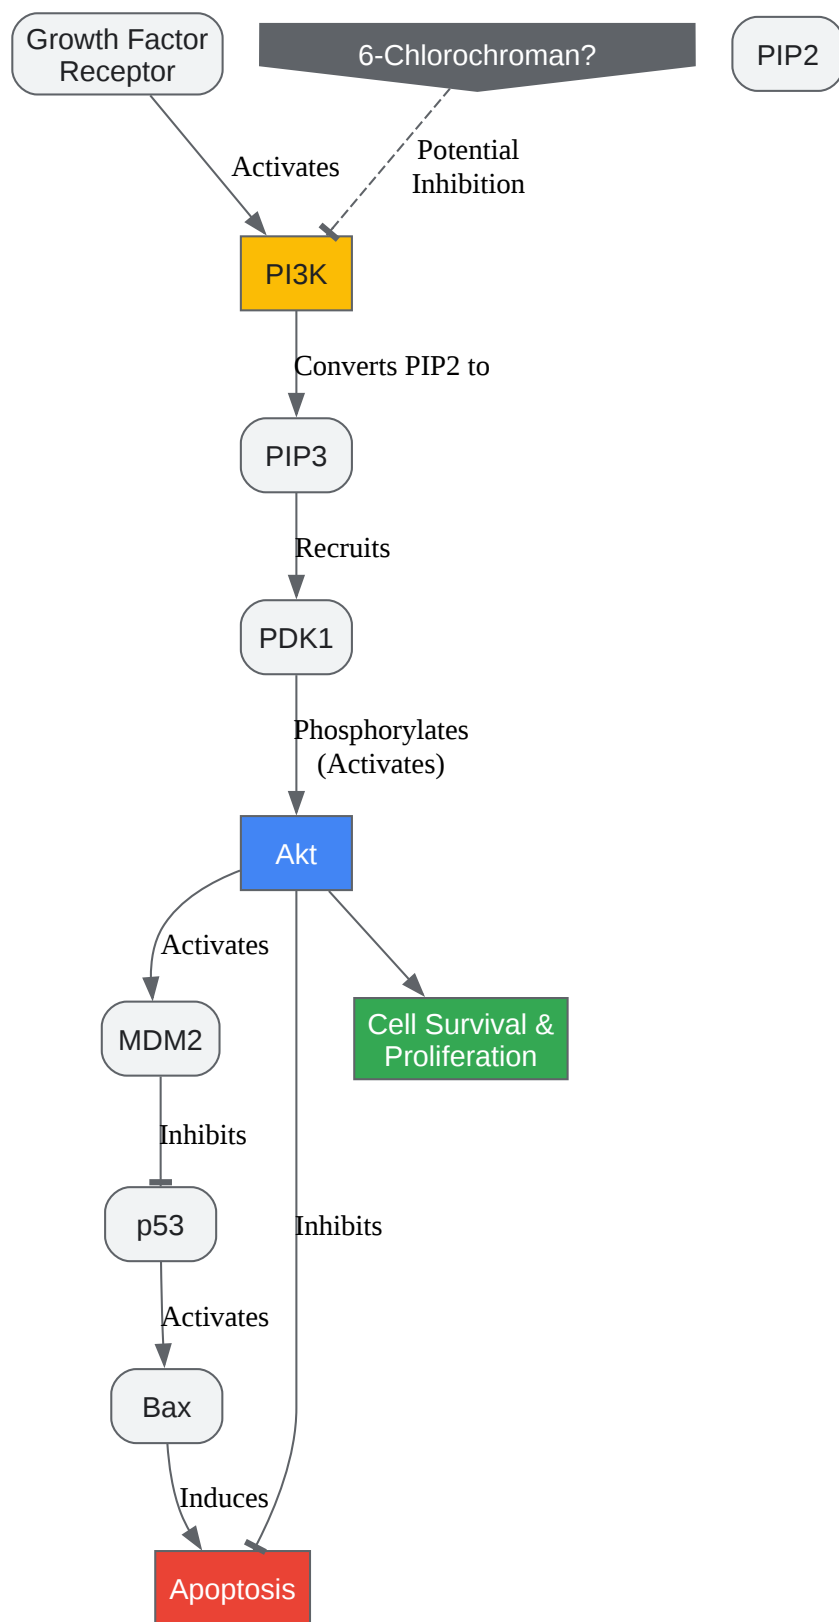 Growth Factor
Receptor
6-Chlorochroman?
PIP2
Activates
Potential
Inhibition
PI3K
Converts PIP2 to
PIP3
Recruits
PDK1
Phosphorylates
(Activates)
Akt
Activates
MDM2
Cell Survival &
Proliferation
Inhibits
p53
Inhibits
Activates
Bax
Induces
Apoptosis